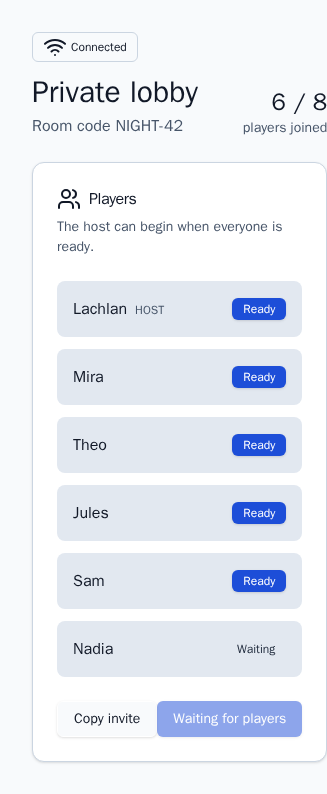 Connected
Private lobby
6 / 8
Room code NIGHT-42
players joined
Players
The host can begin when everyone is
ready.
Lachlan HOST Ready
Mira Ready
Theo Ready
Jules Ready
Sam Ready
Nadia Waiting
Copy invite Waiting for players